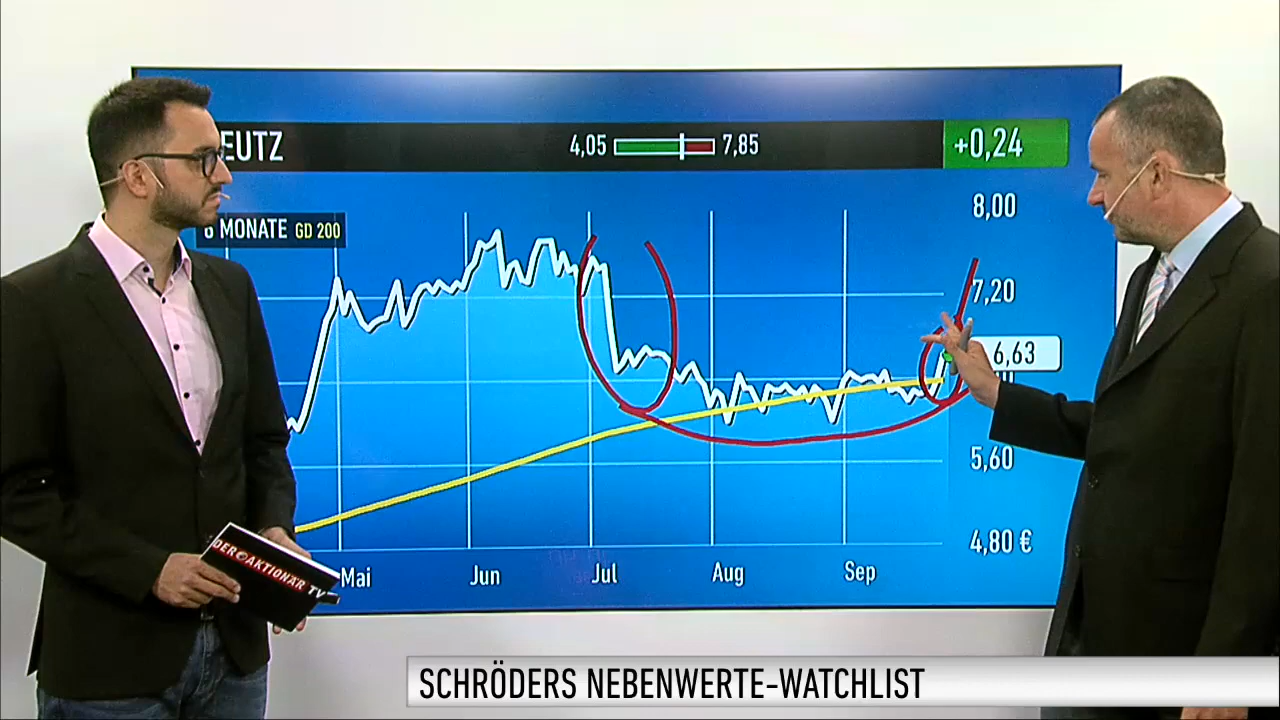 EUTZ 4,05 7,85 +0,24
6 MONATE GD 200
8,00
7,20
6,63
5,60
4,80 €
Mai Jun Jul Aug Sep
DER AKTIONÄR TV
SCHRÖDERS NEBENWERTE-WATCHLIST